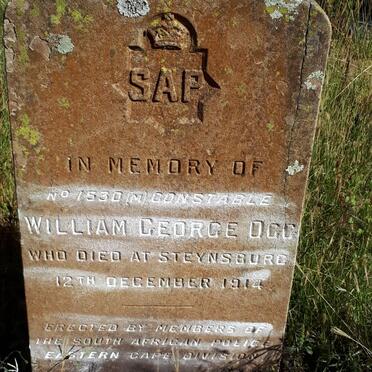 SAP
IN MEMORY OF
No 1530 (M) CONSTABLE
WILLIAM GEORGE OGG
WHO DIED AT STEYNSBURG
12TH DECEMBER 1914
ERECTED BY MEMBERS OF
THE SOUTH AFRICAN POLICE
EASTERN CAPE DIVISION